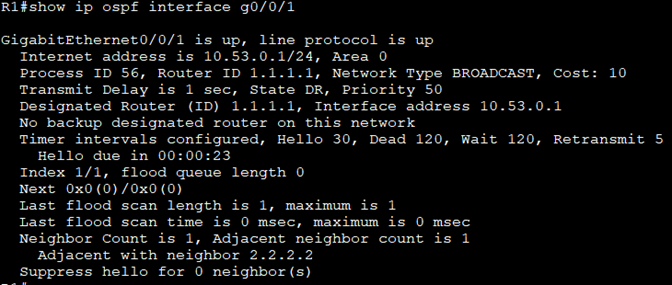 R1#show ip ospf interface g0/0/1
GigabitEthernet0/0/1 is up, line protocol is up
Internet address is 10.53.0.1/24, Area 0
Process ID 56, Router ID 1.1.1.1, Network Type BROADCAST, Cost: 10
Transmit Delay is 1 sec, State DR, Priority 50
Designated Router (ID) 1.1.1.1, Interface address 10.53.0.1
No backup designated router on this network
Timer intervals configured, Hello 30, Dead 120, Wait 120, Retransmit 5
Hello due in 00:00:23
Index 1/1, flood queue length 0
Next 0x0(0)/0x0(0)
Last flood scan length is 1, maximum is 1
Last flood scan time is 0 msec, maximum is 0 msec
Neighbor Count is 1, Adjacent neighbor count is 1
Adjacent with neighbor 2.2.2.2
Suppress hello for 0 neighbor(s)